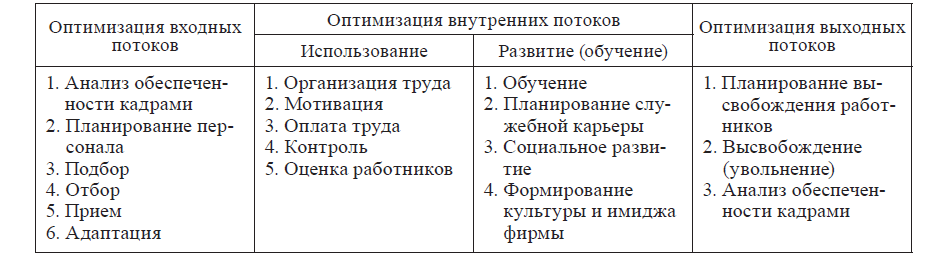 Оптимизация входных
потоков
Оптимизация внутренних потоков
Оптимизация выходных
потоков
Использование
Развитие (обучение)
1. Анализ обеспечен-
ности кадрами
2. Планирование пер-
сонала
3. Подбор
4. Отбор
5. Прием
6. Адаптация
1. Организация труда
2. Мотивация
3. Оплата труда
4. Контроль
5. Оценка работников
1. Обучение
2. Планирование слу-
жебной карьеры
3. Социальное разви-
тие
4. Формирование
культуры и имиджа
фирмы
1. Планирование вы-
свобождения работ-
ников
2. Высвобождение
(увольнение)
3. Анализ обеспечен-
ности кадрами